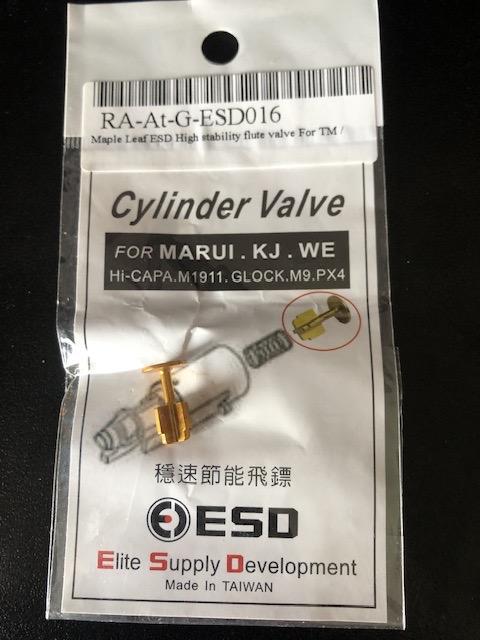 RA-At-G-ESD016
Maple Leaf ESD High stability flute valve For TM /
Cylinder Valve
FOR MARUI . KJ . WE
Hi-CAPA.M1911.GLOCK.M9.PX4
穩速節能飛鏢
ESD
Elite Supply Development
Made In TAIWAN